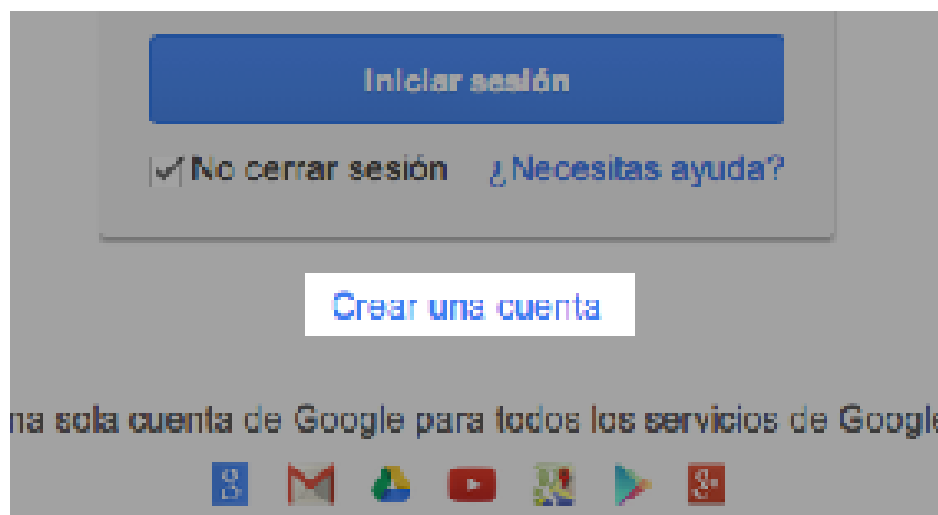 Iniciar sesión
No cerrar sesión ¿Necesitas ayuda?
Crear una cuenta
na sola cuenta de Google para todos los servicios de Google